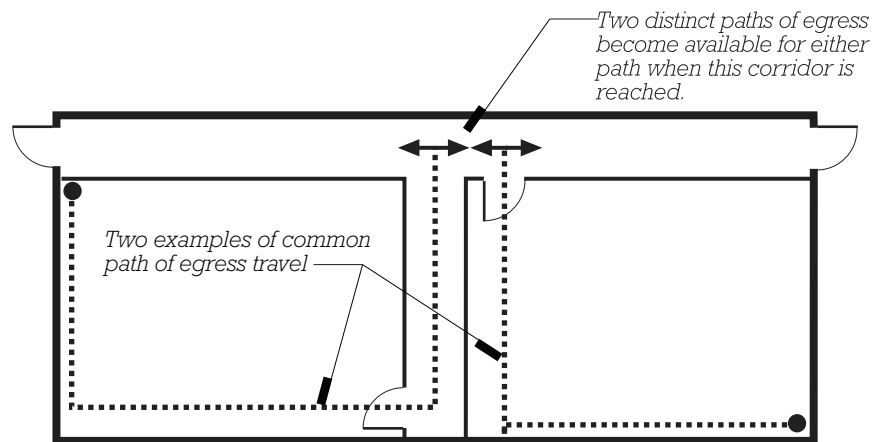 Two distinct paths of egress
become available for either
path when this corridor is
reached.
Two examples of common
path of egress travel